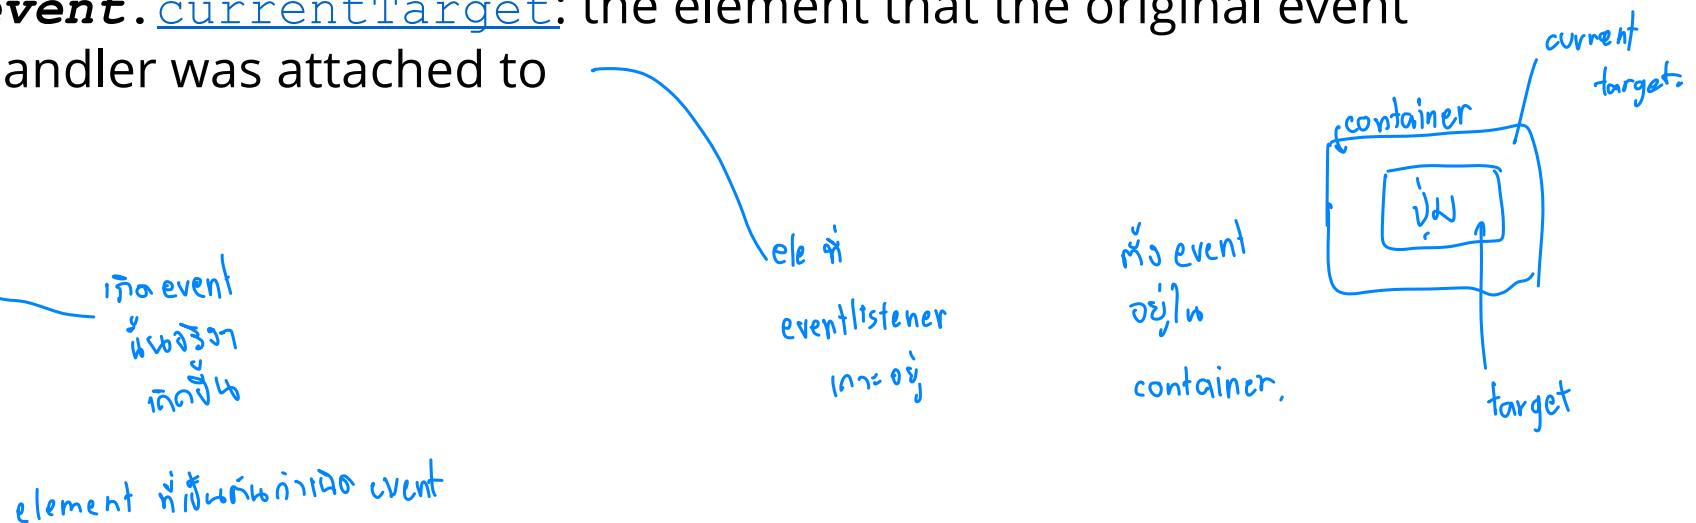 vent.currentTarget: the element that the original event
andler was attached to
current
target.
container
ปุ่ม
ele ที่
eventlistener
เกาะอยู่
ตั้ง event
อยู่ใน
container.
target
เกิด event
นั้นจริงๆ
เกิดขึ้น
element ที่เป็นต้นกำเนิด event